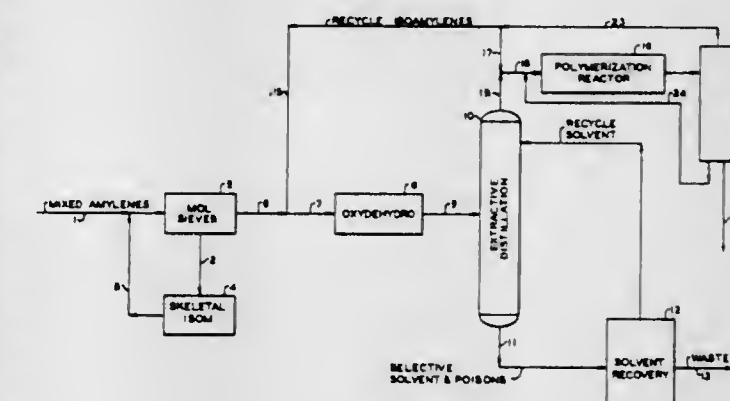 RECYCLE ISOAMYLENES
23
17
16
18
POLYMERIZATION
REACTOR
24
15
19
10
RECYCLE
SOLVENT
MIXED AMYLENES
1
MOL
SIEVES
6
7
8
OXYDEHYDRO
9
EXTRACTIVE
DISTILLATION
2
5
4
SKELETAL
ISOM
11
12
SELECTIVE
SOLVENT & POISONS
SOLVENT
RECOVERY
WASTE
13